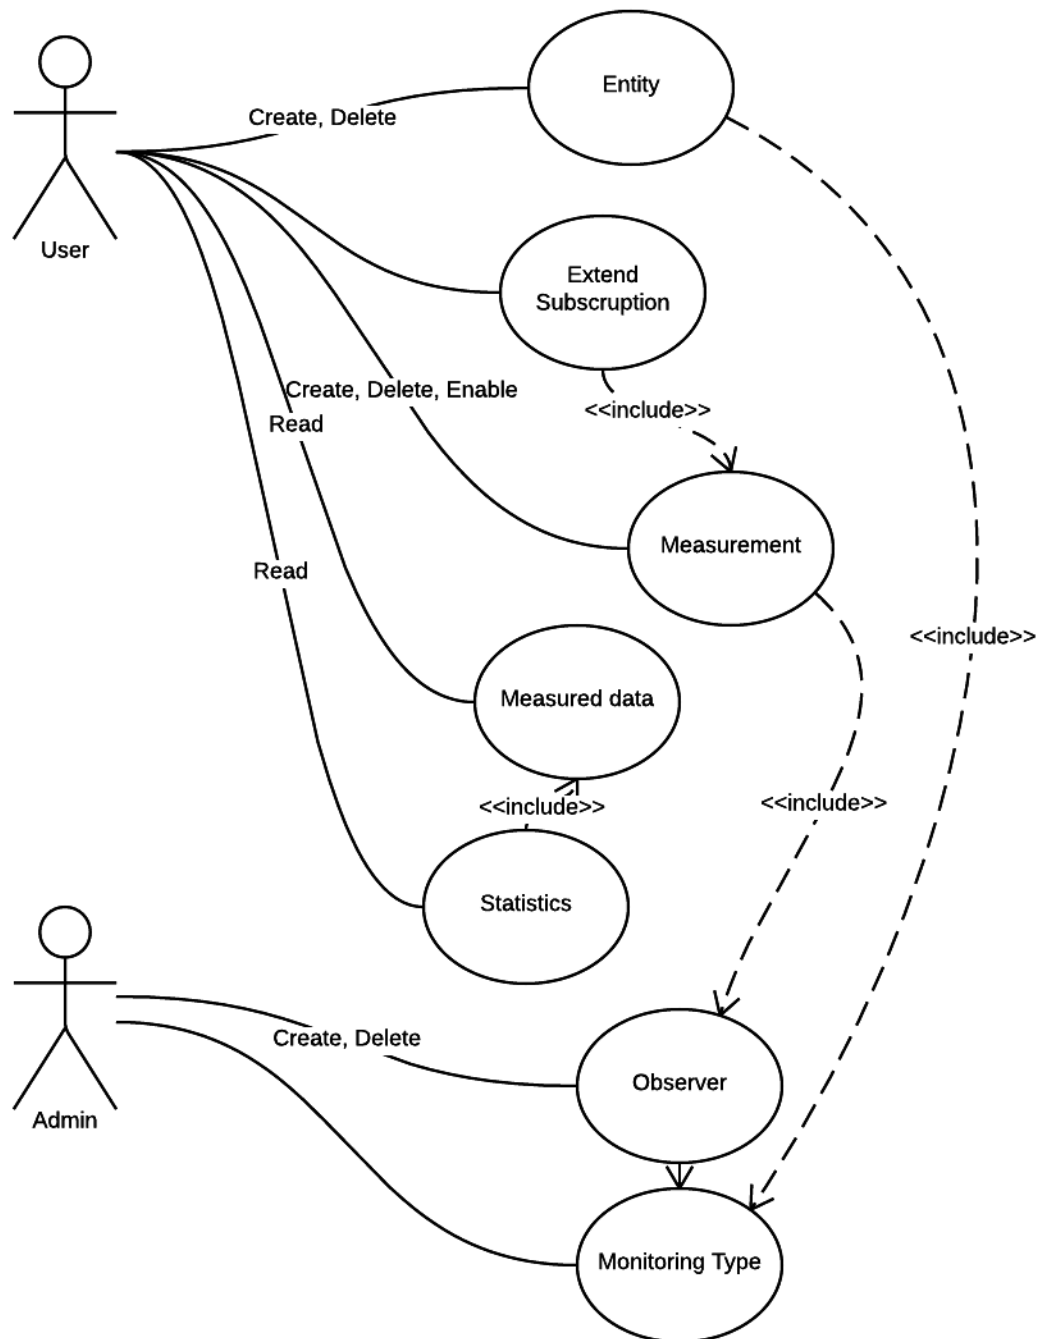 Entity
Create, Delete
User
Extend
Subscruption
Create, Delete, Enable
<<include>>
Read
Measurement
Read
<<include>>
Measured data
<<include>>
<<include>>
Statistics
Create, Delete
Observer
Admin
Monitoring Type